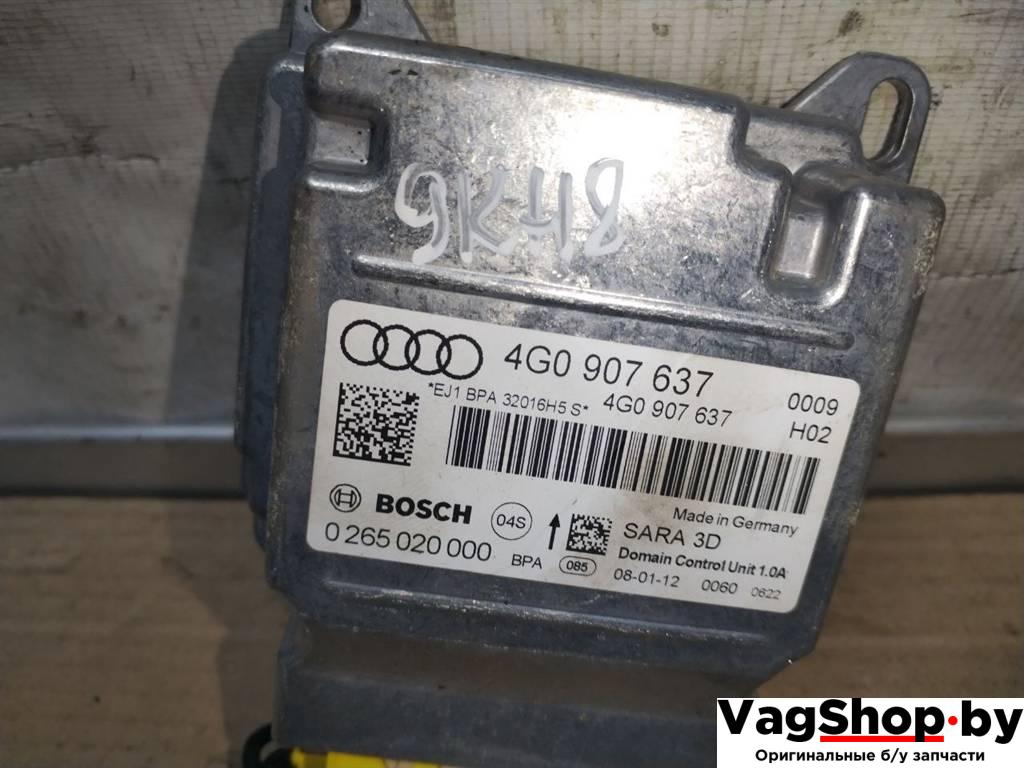 9K48
4G0 907 637
0009
*EJ1 BPA 32016H5 S* 4G0 907 637
H02
Made in Germany
BOSCH 04S SARA 3D
0 265 020 000 BPA 085 Domain Control Unit 1.0A
08-01-12 0060 0622
VagShop.by
Оригинальные б/у запчасти